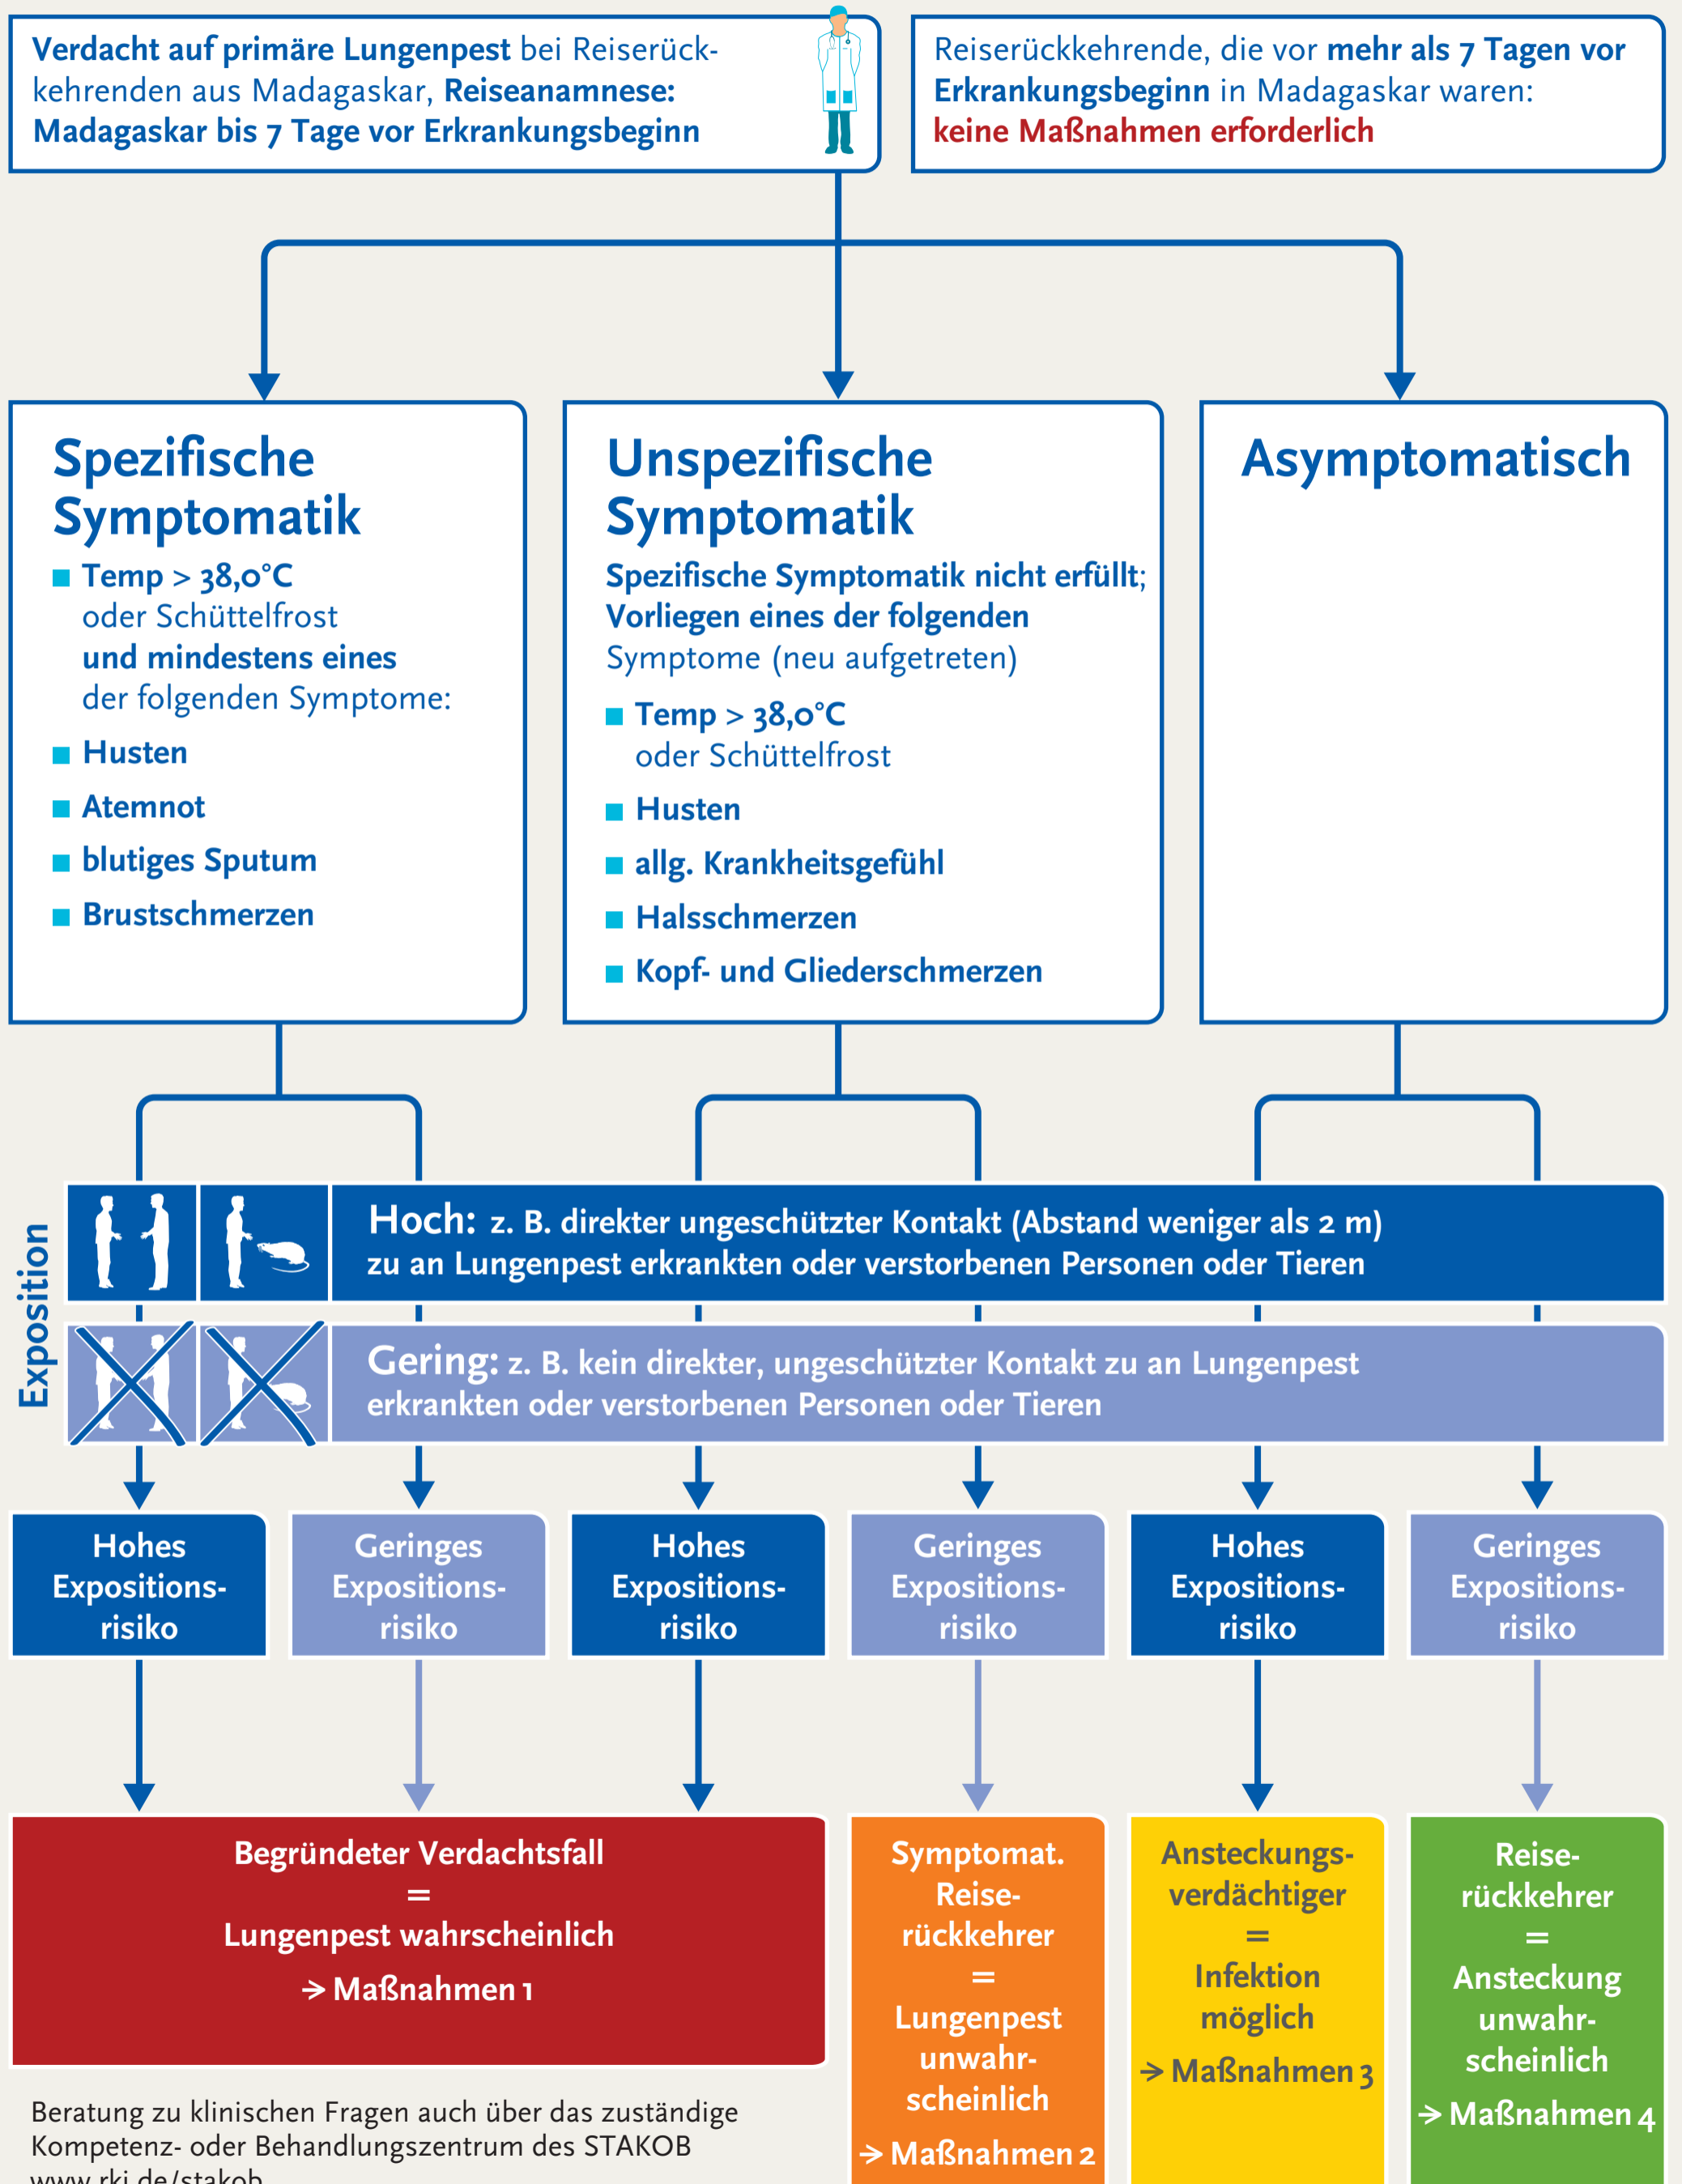 Verdacht auf primäre Lungenpest bei Reiserück-
kehrenden aus Madagaskar, Reiseanamnese:
Madagaskar bis 7 Tage vor Erkrankungsbeginn
Reiserückkehrende, die vor mehr als 7 Tagen vor
Erkrankungsbeginn in Madagaskar waren:
keine Maßnahmen erforderlich
Spezifische
Symptomatik
Temp > 38,0°C
oder Schüttelfrost
und mindestens eines
der folgenden Symptome:
Husten
Atemnot
blutiges Sputum
Brustschmerzen
Unspezifische
Symptomatik
Spezifische Symptomatik nicht erfüllt;
Vorliegen eines der folgenden
Symptome (neu aufgetreten)
Temp > 38,0°C
oder Schüttelfrost
Husten
allg. Krankheitsgefühl
Halsschmerzen
Kopf- und Gliederschmerzen
Asymptomatisch
Exposition
Hoch: z. B. direkter ungeschützter Kontakt (Abstand weniger als 2 m)
zu an Lungenpest erkrankten oder verstorbenen Personen oder Tieren
Gering: z. B. kein direkter, ungeschützter Kontakt zu an Lungenpest
erkrankten oder verstorbenen Personen oder Tieren
Hohes
Expositions-
risiko
Geringes
Expositions-
risiko
Hohes
Expositions-
risiko
Geringes
Expositions-
risiko
Hohes
Expositions-
risiko
Geringes
Expositions-
risiko
Begründeter Verdachtsfall
=
Lungenpest wahrscheinlich
→ Maßnahmen 1
Symptomat.
Reise-
rückkehrer
=
Lungenpest
unwahr-
scheinlich
→ Maßnahmen 2
Ansteckungs-
verdächtiger
=
Infektion
möglich
→ Maßnahmen 3
Reise-
rückkehrer
=
Ansteckung
unwahr-
scheinlich
→ Maßnahmen 4
Beratung zu klinischen Fragen auch über das zuständige
Kompetenz- oder Behandlungszentrum des STAKOB
www.rki.de/stakob